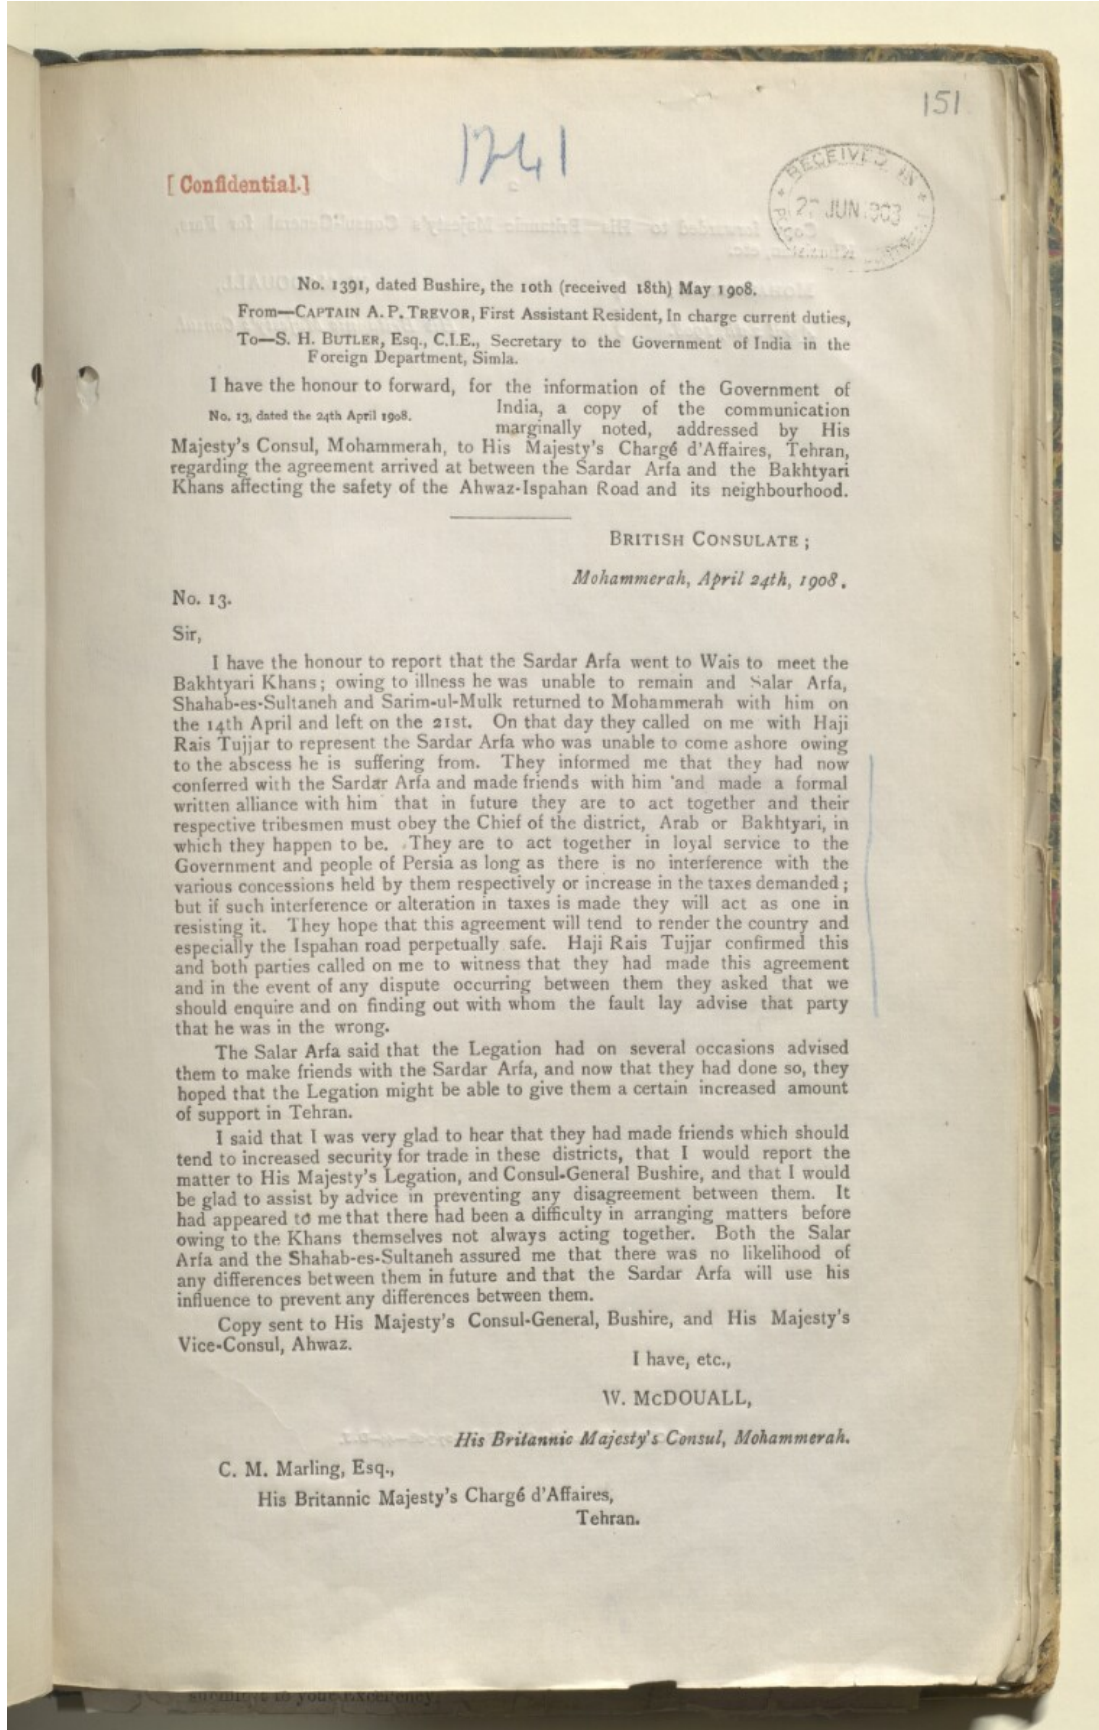 151
1241
[ Confidential.]
RECEIVED IN
JUN
No. 1391, dated Bushire, the 10th (received 18th) May 1908.
From—CAPTAIN A. P. TREVOR, First Assistant Resident, In charge current duties,
To—S. H. BUTLER, Esq., C.I.E., Secretary to the Government of India in the
Foreign Department, Simla.
I have the honour to forward, for the information of the Government of
No. 13, dated the 24th April 1908.
India, a copy of the communication
marginally noted, addressed by His
Majesty's Consul, Mohammerah, to His Majesty's Chargé d'Affaires, Tehran,
regarding the agreement arrived at between the Sardar Arfa and the Bakhtyari
Khans affecting the safety of the Ahwaz-Ispahan Road and its neighbourhood.
BRITISH CONSULATE ;
Mohammerah, April 24th, 1908.
No. 13.
Sir,
I have the honour to report that the Sardar Arfa went to Wais to meet the
Bakhtyari Khans ; owing to illness he was unable to remain and Salar Arfa,
Shahab-es-Sultaneh and Sarim-ul-Mulk returned to Mohammerah with him on
the 14th April and left on the 21st. On that day they called on me with Haji
Rais Tujjar to represent the Sardar Arfa who was unable to come ashore owing
to the abscess he is suffering from. They informed me that they had now
conferred with the Sardar Arfa and made friends with him and made a formal
written alliance with him that in future they are to act together and their
respective tribesmen must obey the Chief of the district, Arab or Bakhtyari, in
which they happen to be. They are to act together in loyal service to the
Government and people of Persia as long as there is no interference with the
various concessions held by them respectively or increase in the taxes demanded ;
but if such interference or alteration in taxes is made they will act as one in
resisting it. They hope that this agreement will tend to render the country and
especially the Ispahan road perpetually safe. Haji Rais Tujjar confirmed this
and both parties called on me to witness that they had made this agreement
and in the event of any dispute occurring between them they asked that we
should enquire and on finding out with whom the fault lay advise that party
that he was in the wrong.
The Salar Arfa said that the Legation had on several occasions advised
them to make friends with the Sardar Arfa, and now that they had done so, they
hoped that the Legation might be able to give them a certain increased amount
of support in Tehran.
I said that I was very glad to hear that they had made friends which should
tend to increased security for trade in these districts, that I would report the
matter to His Majesty's Legation, and Consul-General Bushire, and that I would
be glad to assist by advice in preventing any disagreement between them. It
had appeared to me that there had been a difficulty in arranging matters before
owing to the Khans themselves not always acting together. Both the Salar
Arfa and the Shahab-es-Sultaneh assured me that there was no likelihood of
any differences between them in future and that the Sardar Arfa will use his
influence to prevent any differences between them.
Copy sent to His Majesty's Consul-General, Bushire, and His Majesty's
Vice-Consul, Ahwaz.
I have, etc.,
W. McDOUALL,
His Britannic Majesty's Consul, Mohammerah.
C. M. Marling, Esq.,
His Britannic Majesty's Chargé d'Affaires,
Tehran.